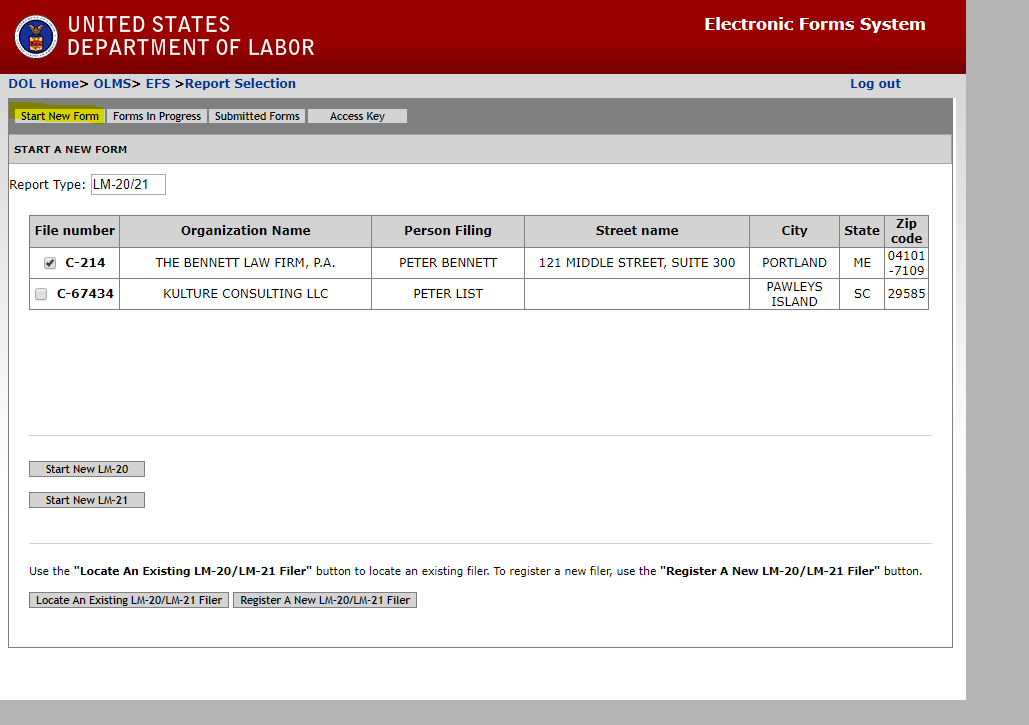 UNITED STATES
DEPARTMENT OF LABOR
Electronic Forms System
DOL Home> OLMS> EFS >Report Selection
Log out
Start New Form Forms In Progress Submitted Forms Access Key
START A NEW FORM
Report Type: LM-20/21
File number Organization Name Person Filing Street name City State Zip code
C-214 THE BENNETT LAW FIRM, P.A. PETER BENNETT 121 MIDDLE STREET, SUITE 300 PORTLAND ME 04101-7109
C-67434 KULTURE CONSULTING LLC PETER LIST PAWLEYS ISLAND SC 29585
Start New LM-20
Start New LM-21
Use the "Locate An Existing LM-20/LM-21 Filer" button to locate an existing filer. To register a new filer, use the "Register A New LM-20/LM-21 Filer" button.
Locate An Existing LM-20/LM-21 Filer Register A New LM-20/LM-21 Filer